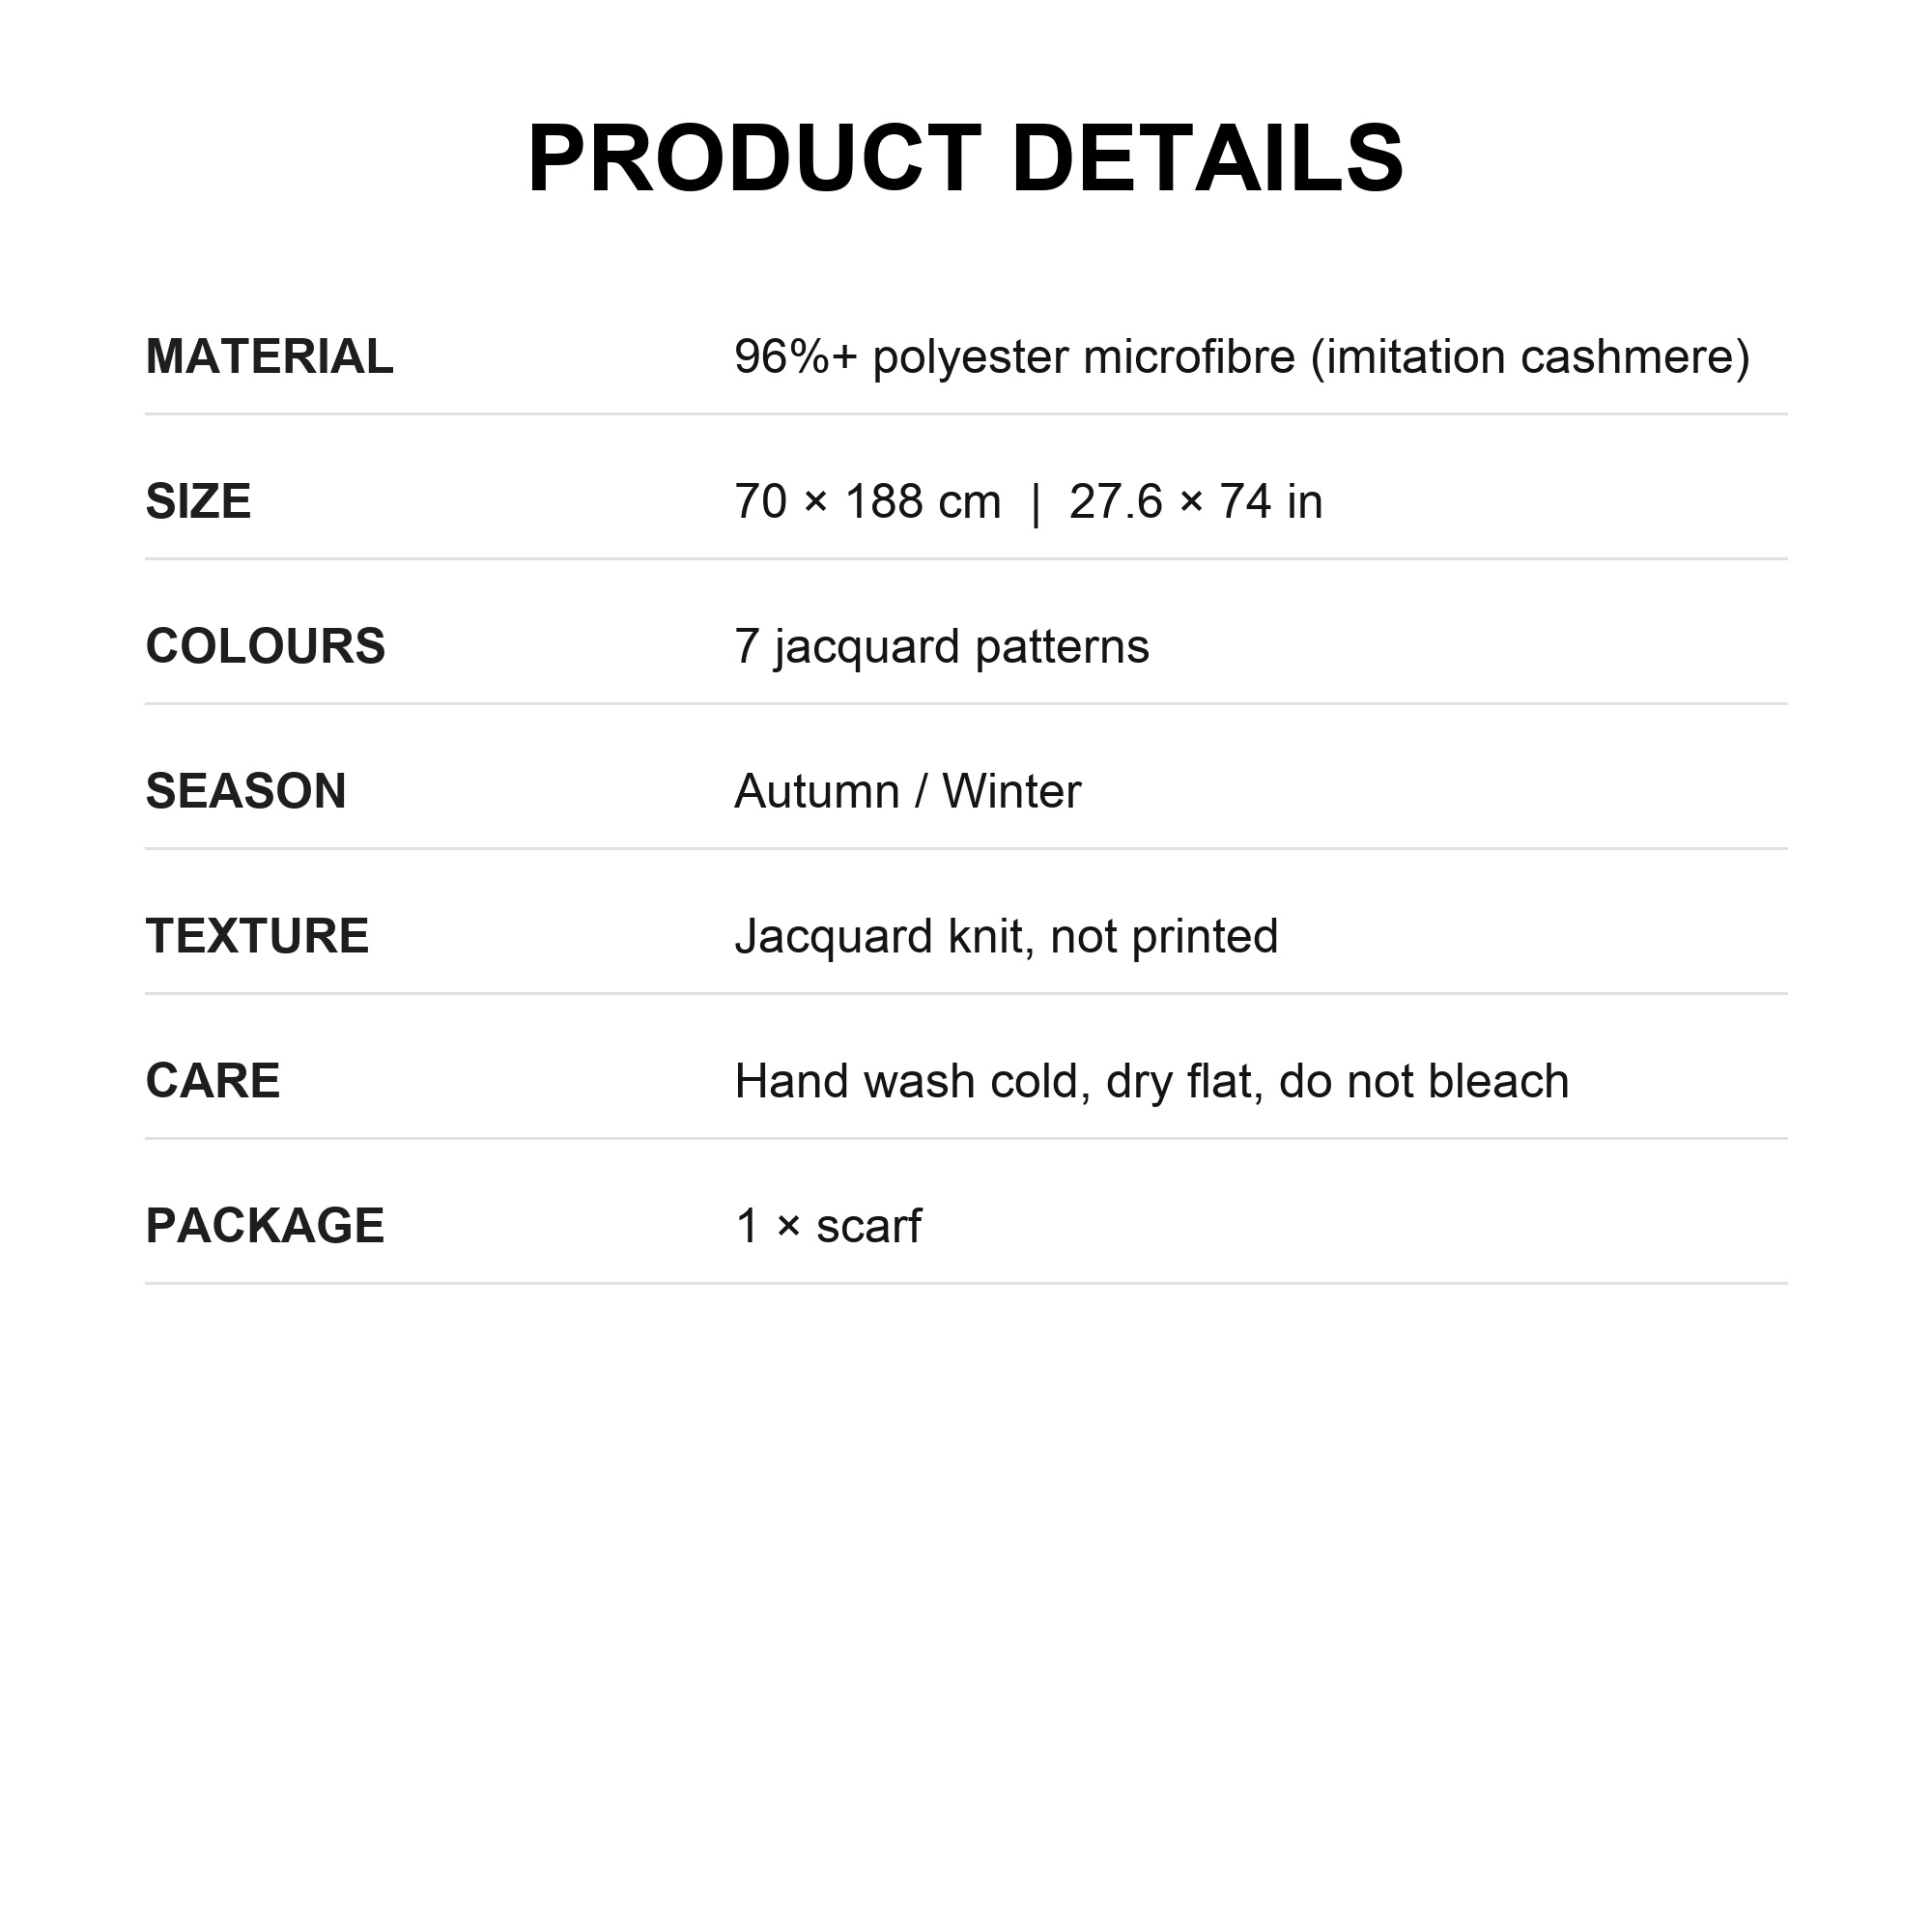 PRODUCT DETAILS
MATERIAL 96%+ polyester microfibre (imitation cashmere)
SIZE 70 × 188 cm | 27.6 × 74 in
COLOURS 7 jacquard patterns
SEASON Autumn / Winter
TEXTURE Jacquard knit, not printed
CARE Hand wash cold, dry flat, do not bleach
PACKAGE 1 × scarf